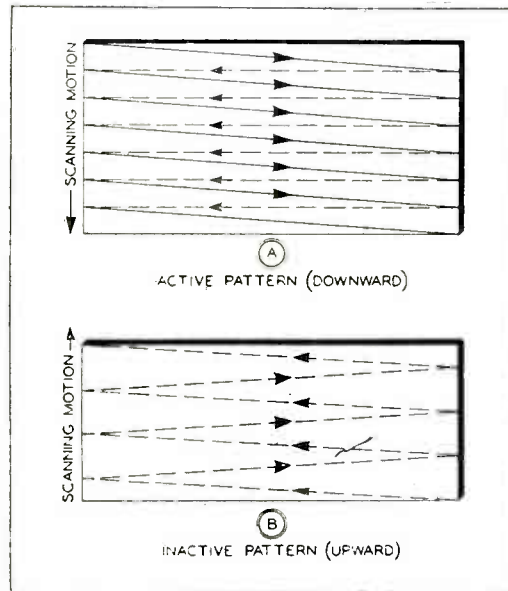 SCANNING MOTION
A
ACTIVE PATTERN (DOWNWARD)
SCANNING MOTION
B
INACTIVE PATTERN (UPWARD)